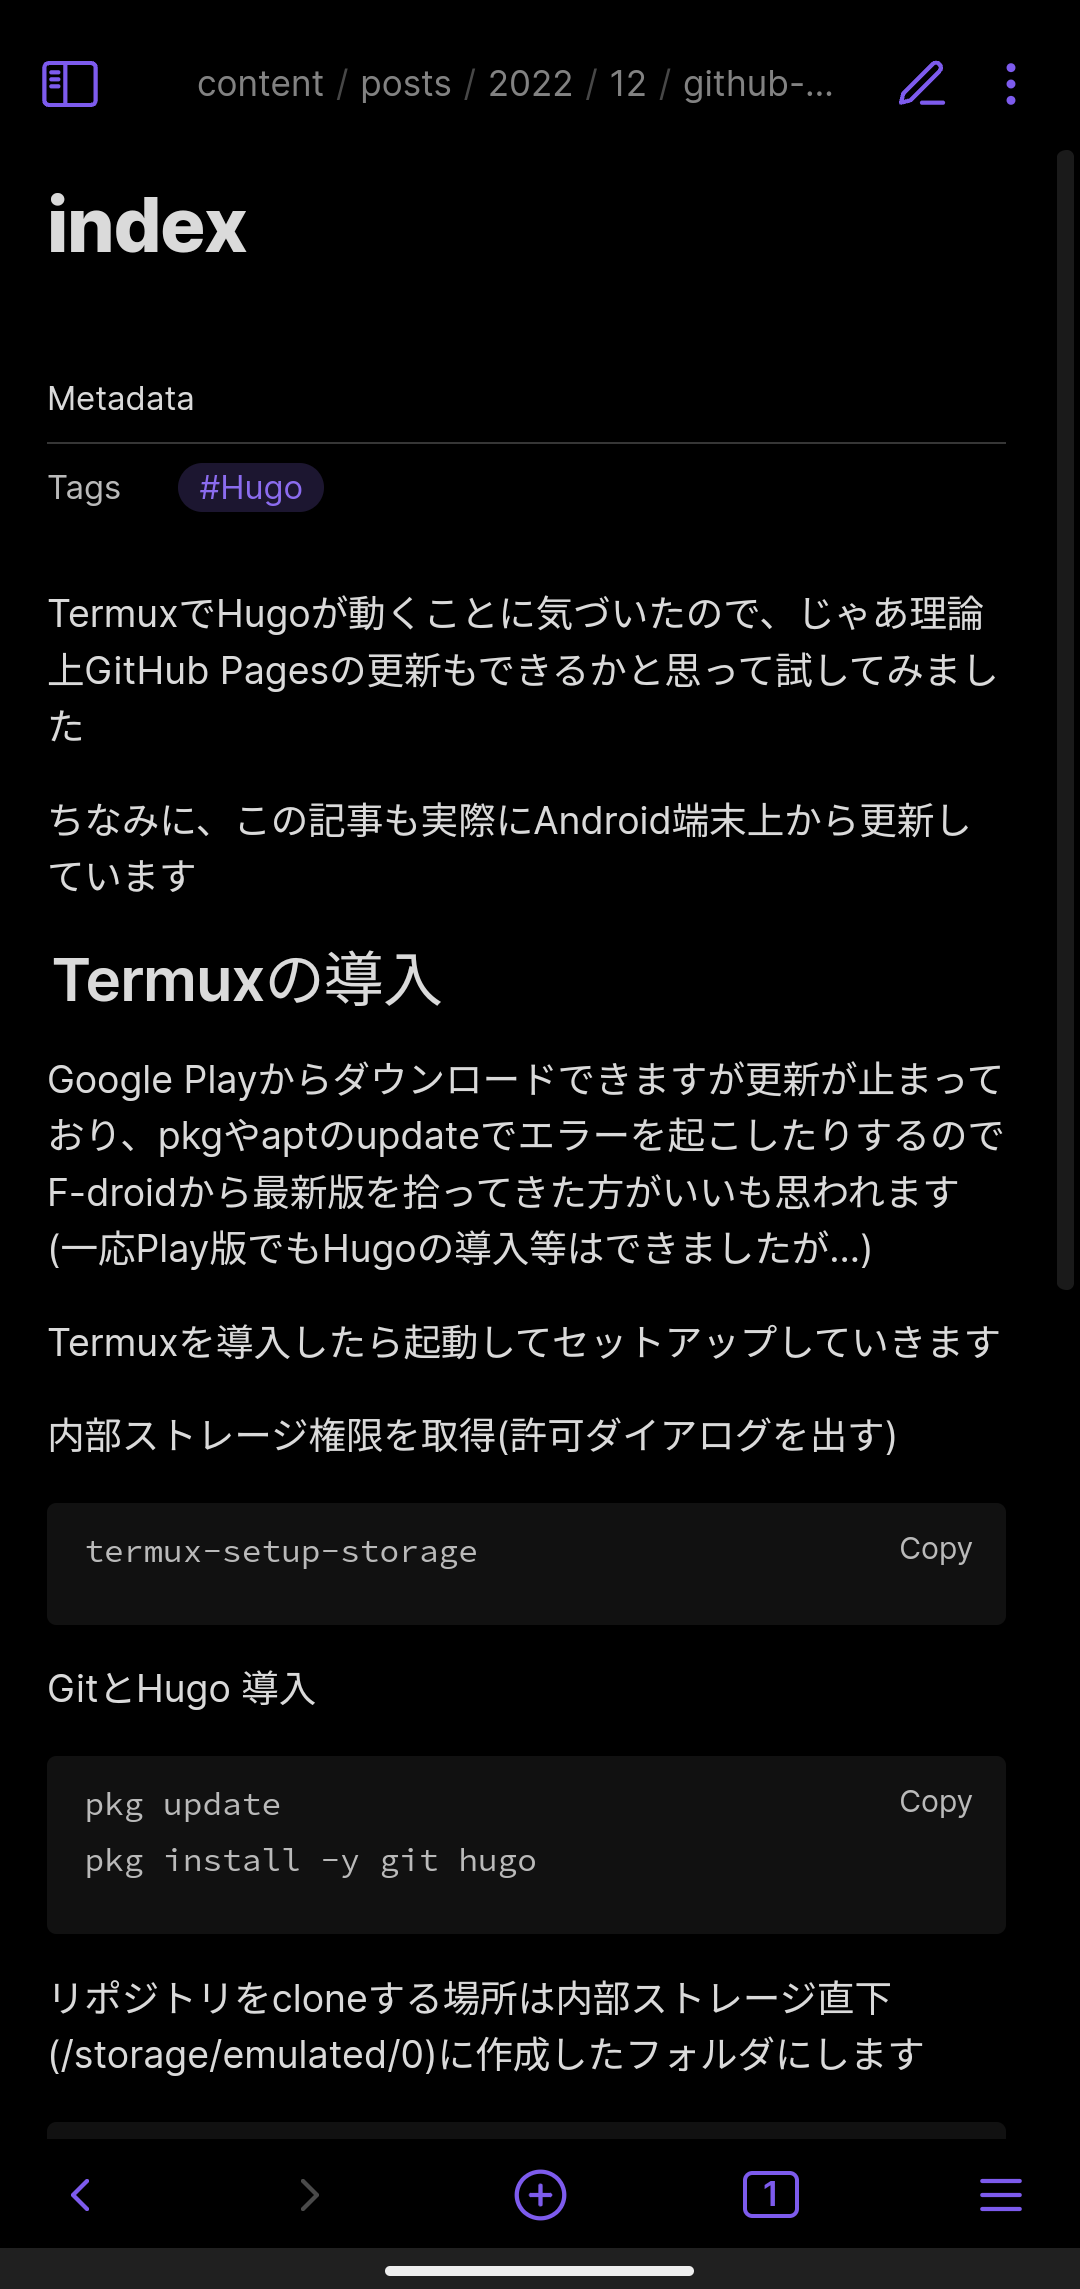 content / posts / 2022 / 12 / github-...
index
Metadata
Tags #Hugo
TermuxでHugoが動くことに気づいたので、じゃあ理論
上GitHub Pagesの更新もできるかと思って試してみまし
た
ちなみに、この記事も実際にAndroid端末上から更新し
ています
Termuxの導入
Google Playからダウンロードできますが更新が止まって
おり、pkgやaptのupdateでエラーを起こしたりするので
F-droidから最新版を拾ってきた方がいいも思われます
(一応Play版でもHugoの導入等はできましたが...)
Termuxを導入したら起動してセットアップしていきます
内部ストレージ権限を取得(許可ダイアログを出す)
termux-setup-storage Copy
GitとHugo 導入
pkg update Copy
pkg install -y git hugo
リポジトリをcloneする場所は内部ストレージ直下
(/storage/emulated/0)に作成したフォルダにします
1